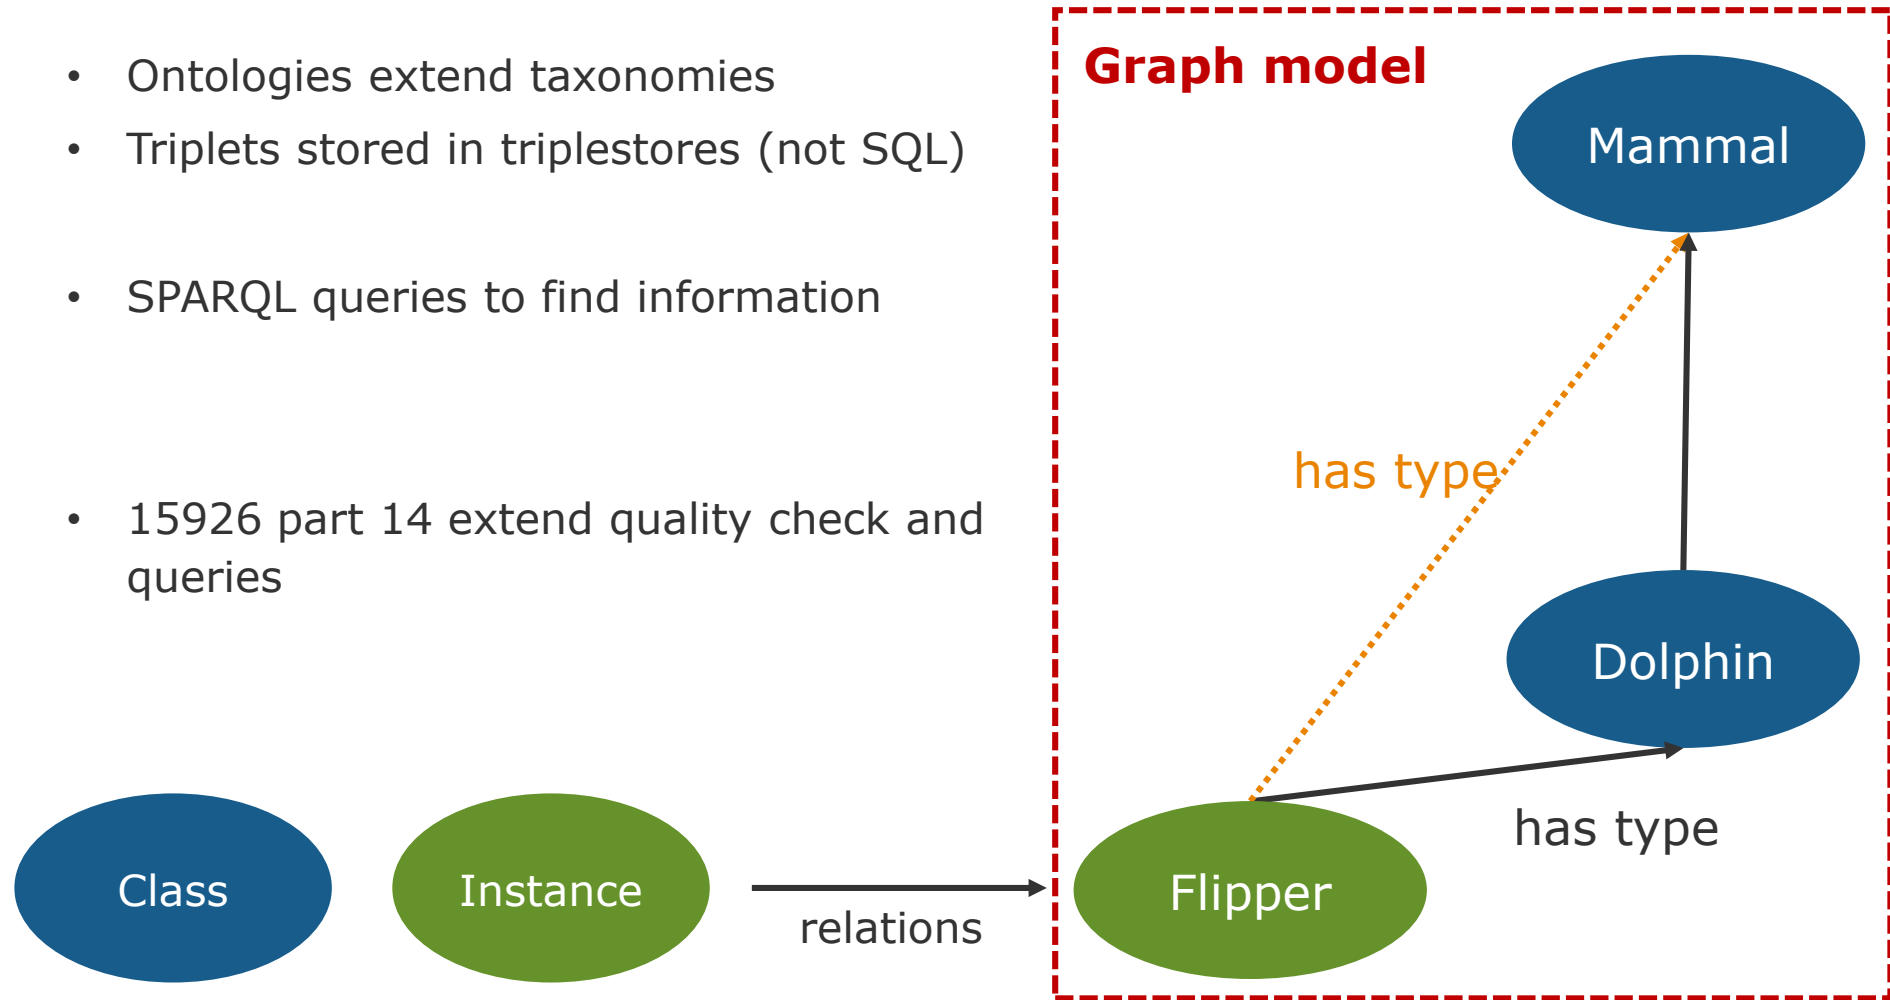 • Ontologies extend taxonomies
• Triplets stored in triplestores (not SQL)
• SPARQL queries to find information
• 15926 part 14 extend quality check and
queries
Class
Instance
relations
Graph model
Mammal
has type
Dolphin
has type
Flipper